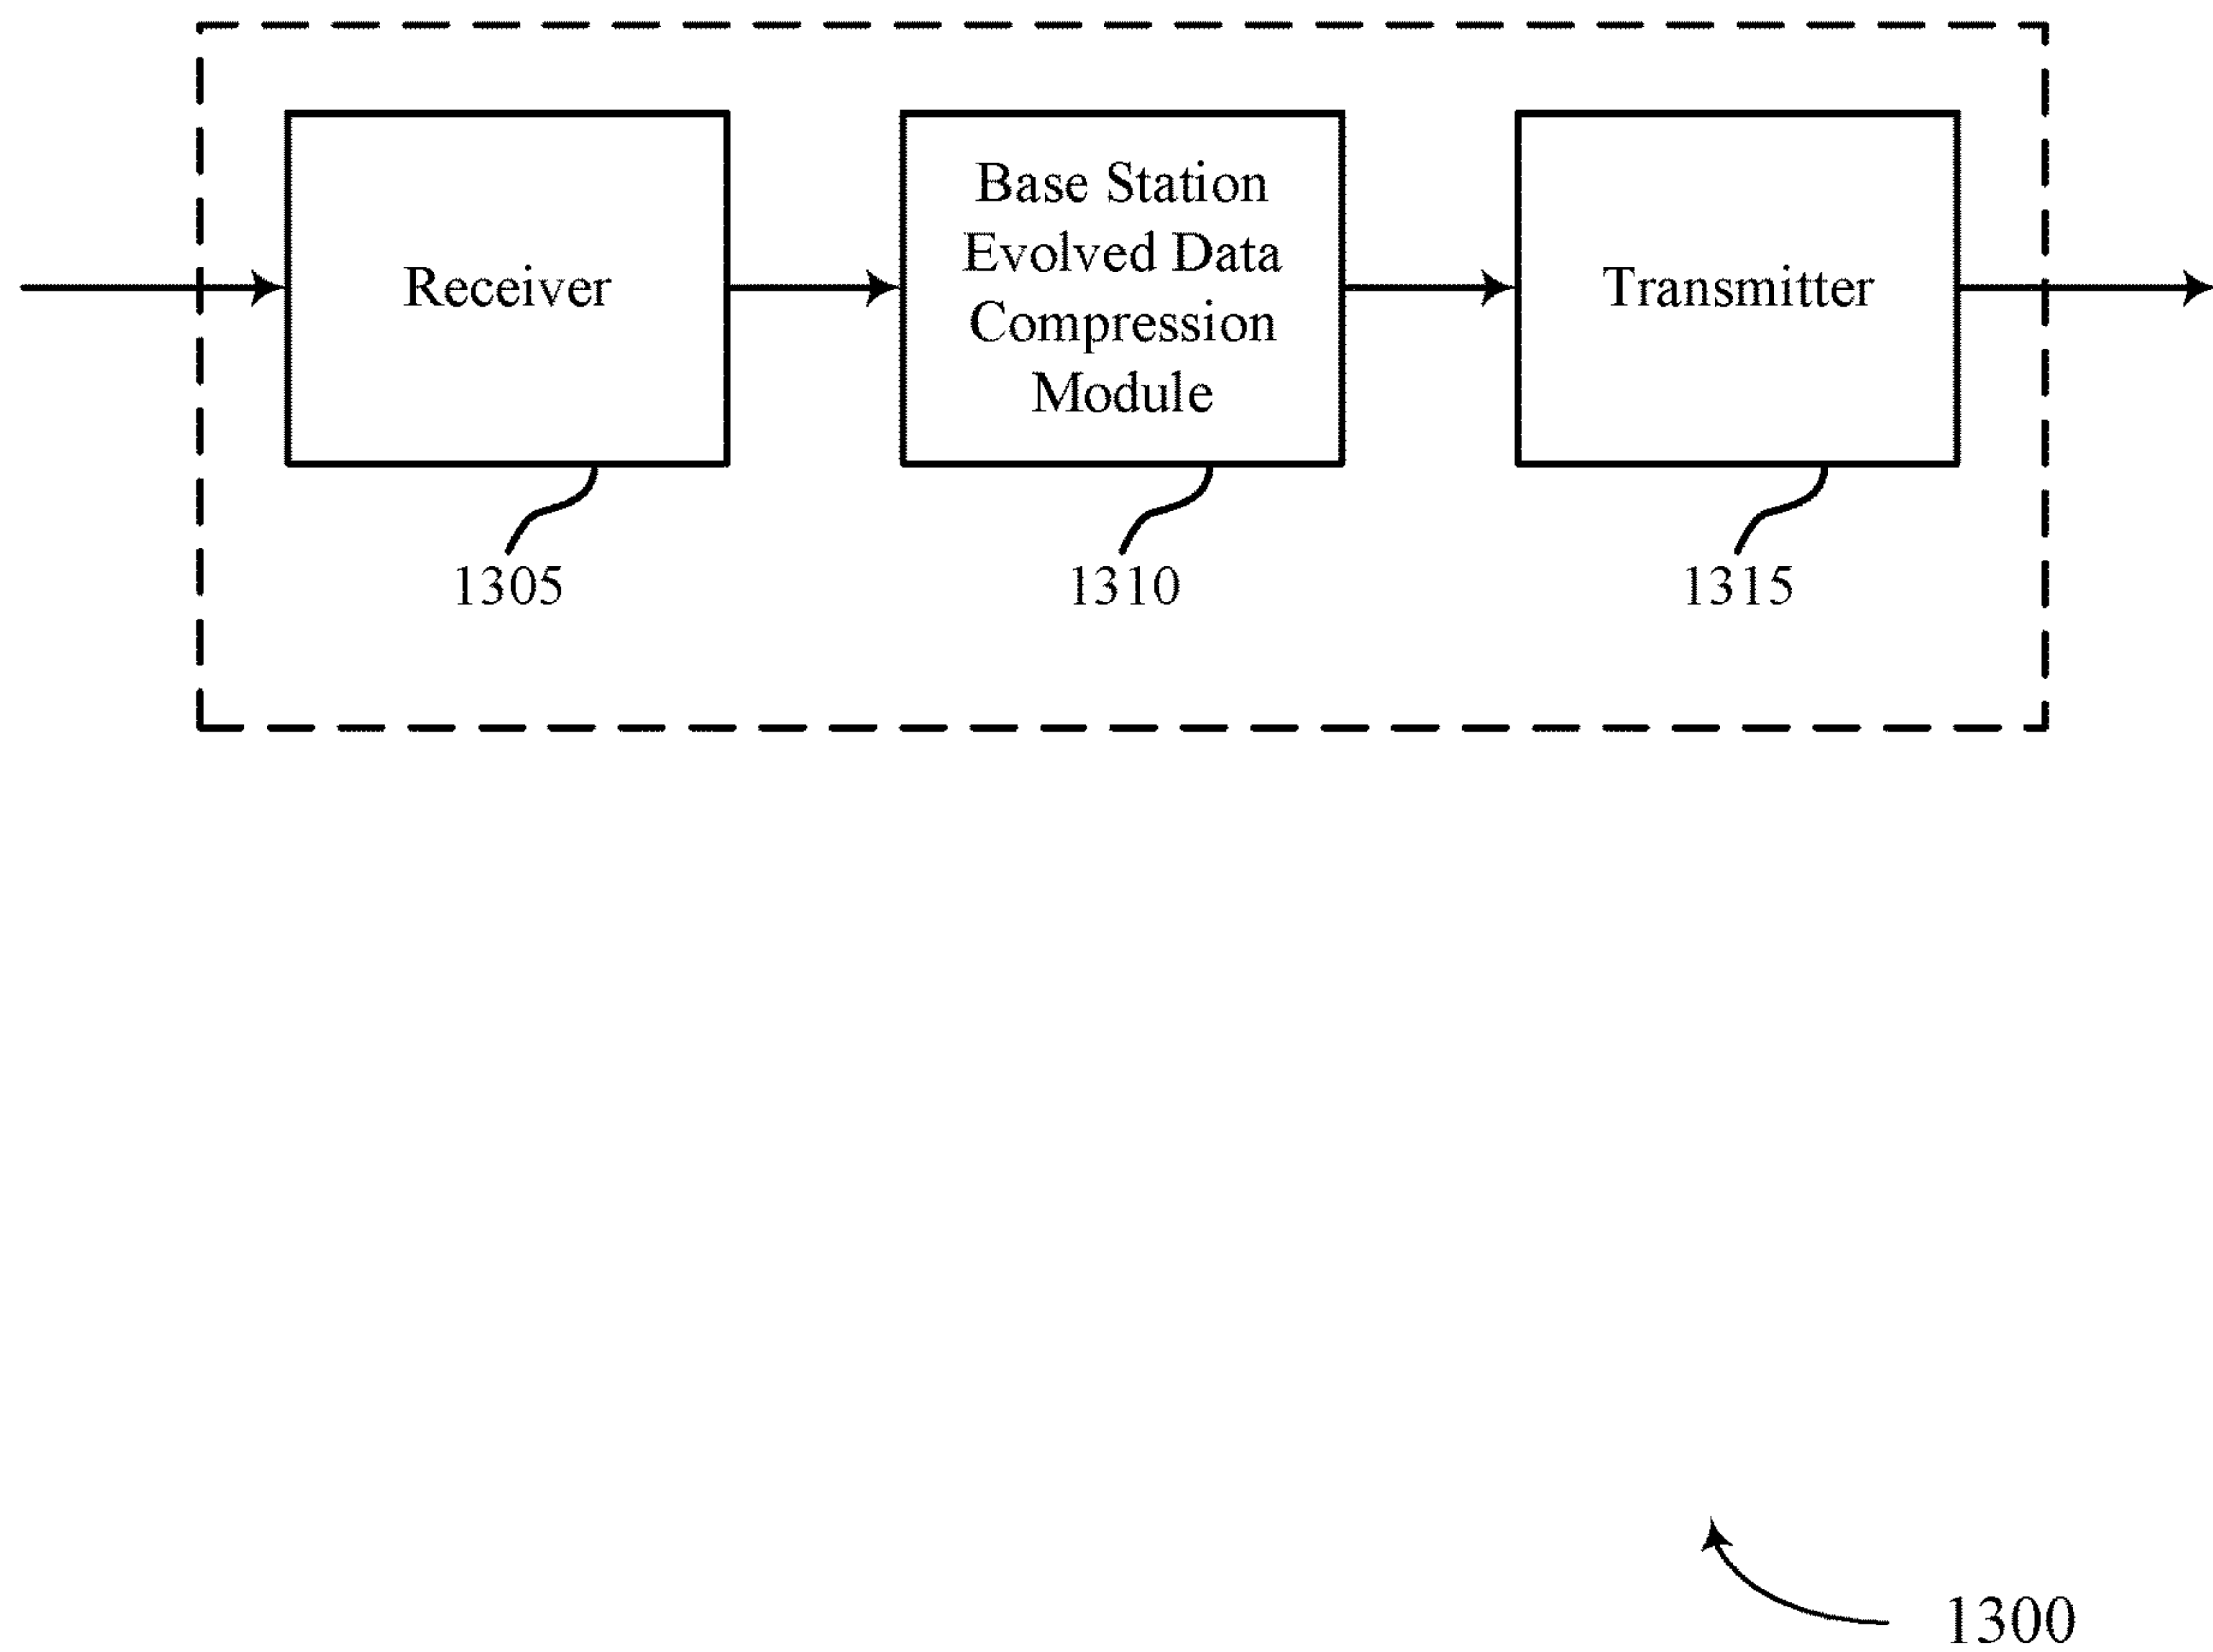 Receiver
Base Station
Evolved Data
Compression
Module
Transmitter
1305
1310
1315
1300